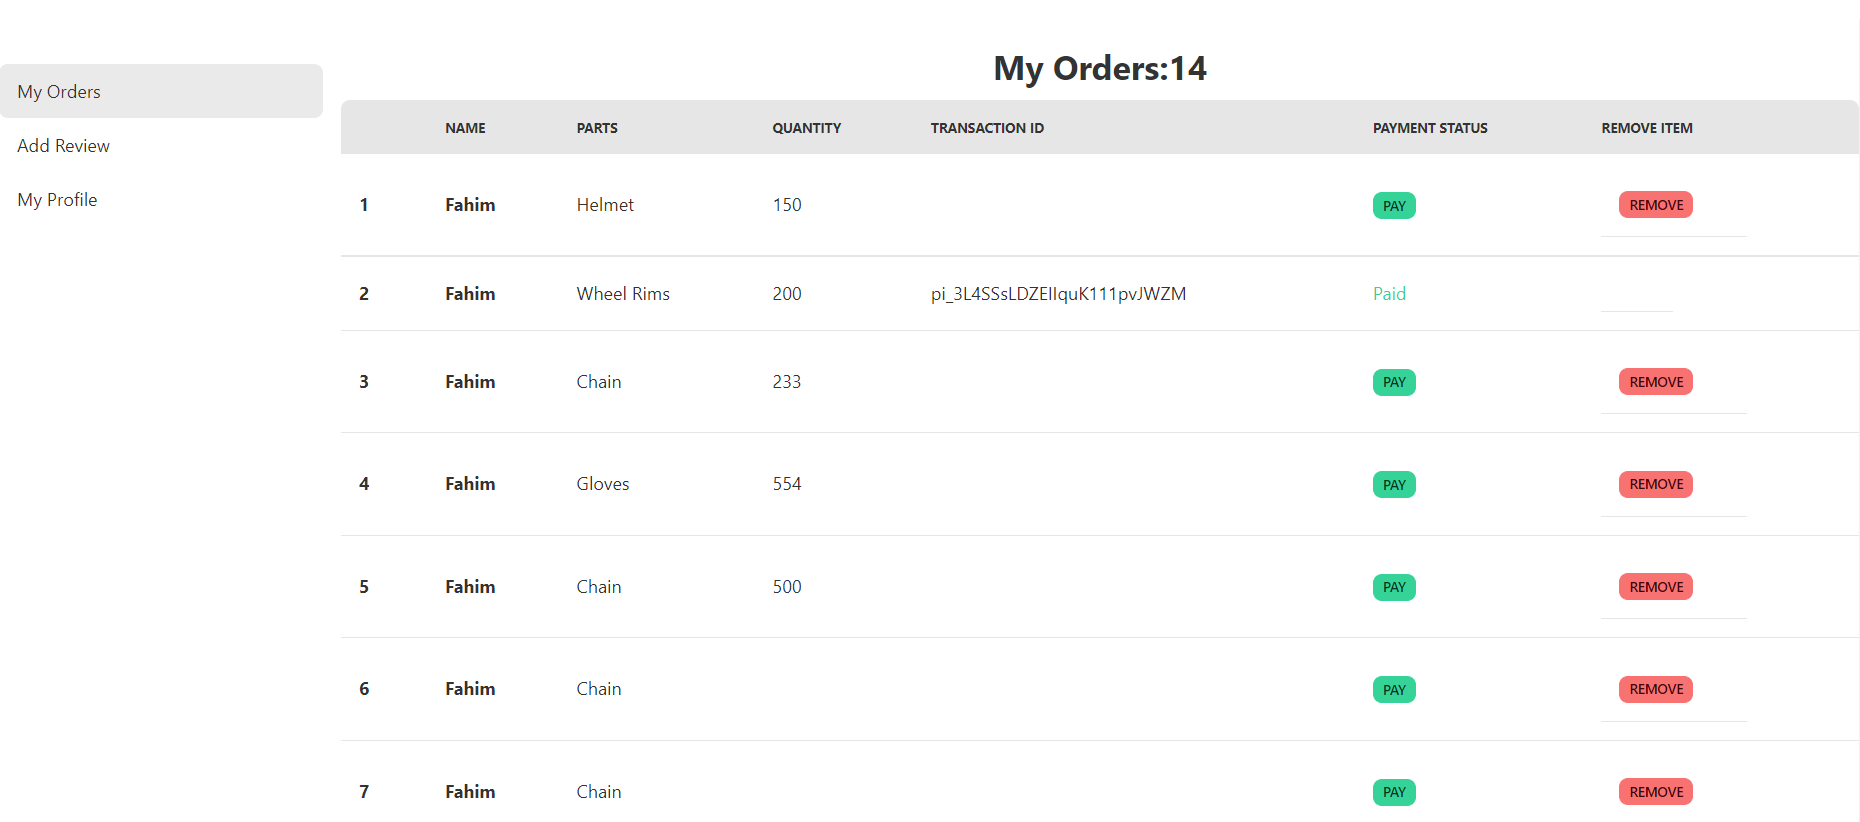 My Orders
Add Review
My Profile
My Orders:14
NAME PARTS QUANTITY TRANSACTION ID PAYMENT STATUS REMOVE ITEM
1 Fahim Helmet 150 PAY REMOVE
2 Fahim Wheel Rims 200 pi_3L4SSsLDZEIIquK111pvJWZM Paid
3 Fahim Chain 233 PAY REMOVE
4 Fahim Gloves 554 PAY REMOVE
5 Fahim Chain 500 PAY REMOVE
6 Fahim Chain PAY REMOVE
7 Fahim Chain PAY REMOVE